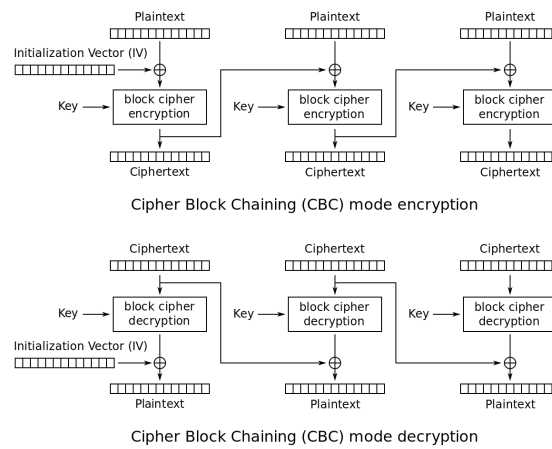 Plaintext Plaintext Plaintext
Initialization Vector (IV)
Key block cipher encryption Key block cipher encryption Key block cipher encryption
Ciphertext Ciphertext Ciphertext
Cipher Block Chaining (CBC) mode encryption
Ciphertext Ciphertext Ciphertext
Key block cipher decryption Key block cipher decryption Key block cipher decryption
Initialization Vector (IV)
Plaintext Plaintext Plaintext
Cipher Block Chaining (CBC) mode decryption